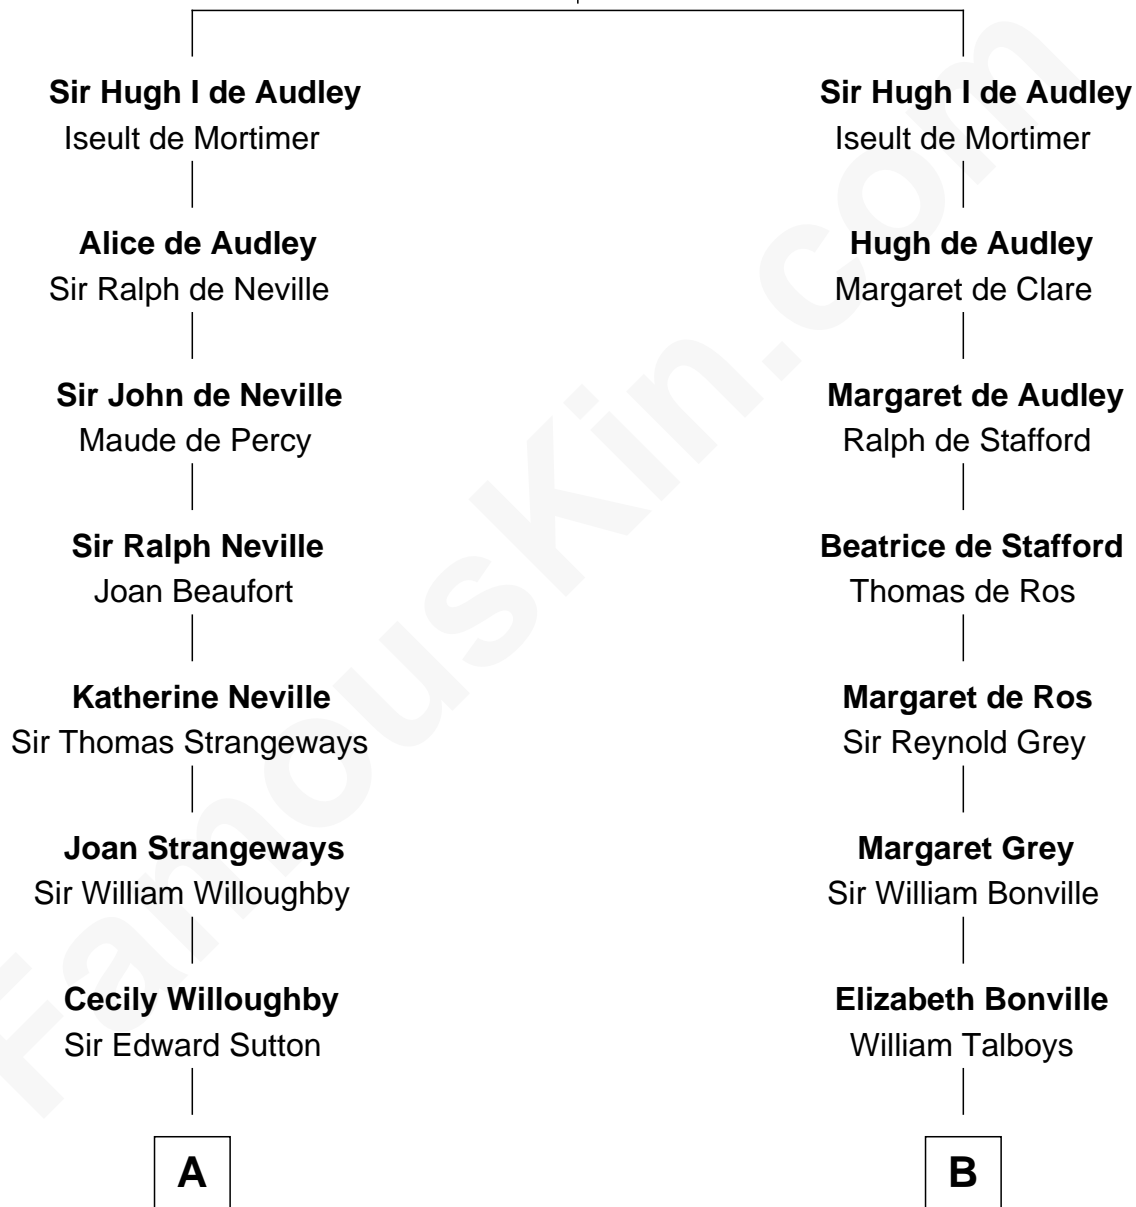 Sir Hugh I de Audley
Iseult de Mortimer
Alice de Audley
Sir Ralph de Neville
Sir John de Neville
Maude de Percy
Sir Ralph Neville
Joan Beaufort
Katherine Neville
Sir Thomas Strangeways
Joan Strangeways
Sir William Willoughby
Cecily Willoughby
Sir Edward Sutton
A
Sir Hugh I de Audley
Iseult de Mortimer
Hugh de Audley
Margaret de Clare
Margaret de Audley
Ralph de Stafford
Beatrice de Stafford
Thomas de Ros
Margaret de Ros
Sir Reynold Grey
Margaret Grey
Sir William Bonville
Elizabeth Bonville
William Talboys
B
FamousKin.com